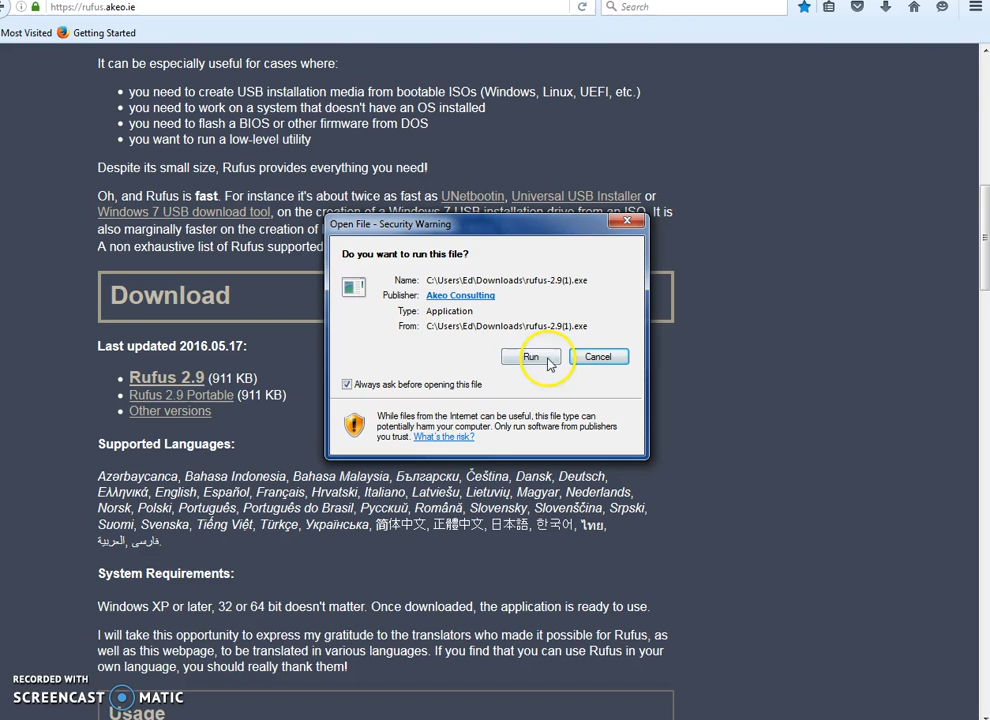 https://rufus.akeo.ie
Search
Most Visited Getting Started
It can be especially useful for cases where:
• you need to create USB installation media from bootable ISOs (Windows, Linux, UEFI, etc.)
• you need to work on a system that doesn't have an OS installed
• you need to flash a BIOS or other firmware from DOS
• you want to run a low-level utility
Despite its small size, Rufus provides everything you need!
Oh, and Rufus is fast. For instance it's about twice as fast as UNetbootin, Universal USB Installer or
Windows 7 USB download tool, on the creation of a Windows 7 USB installation drive from an ISO. It is
also marginally faster on the creation of
A non exhaustive list of Rufus supported
Open File - Security Warning
Do you want to run this file?
Name: C:\Users\Ed\Downloads\rufus-2.9(1).exe
Publisher: Akeo Consulting
Type: Application
From: C:\Users\Ed\Downloads\rufus-2.9(1).exe
Run Cancel
Always ask before opening this file
While files from the Internet can be useful, this file type can
potentially harm your computer. Only run software from publishers
you trust. What's the risk?
Download
Last updated 2016.05.17:
• Rufus 2.9 (911 KB)
• Rufus 2.9 Portable (911 KB)
• Other versions
Supported Languages:
Azərbaycanca, Bahasa Indonesia, Bahasa Malaysia, Български, Čeština, Dansk, Deutsch,
Ελληνικά, English, Español, Français, Hrvatski, Italiano, Latviešu, Lietuvių, Magyar, Nederlands,
Norsk, Polski, Português, Português do Brasil, Русский, Română, Slovensky, Slovenščina, Srpski,
Suomi, Svenska, Tiếng Việt, Türkçe, Українська, 简体中文, 正體中文, 日本語, 한국어, ไทย,
العربية, فارسی.
System Requirements:
Windows XP or later, 32 or 64 bit doesn't matter. Once downloaded, the application is ready to use.
I will take this opportunity to express my gratitude to the translators who made it possible for Rufus, as
well as this webpage, to be translated in various languages. If you find that you can use Rufus in your
own language, you should really thank them!
RECORDED WITH
SCREENCAST MATIC
Usage